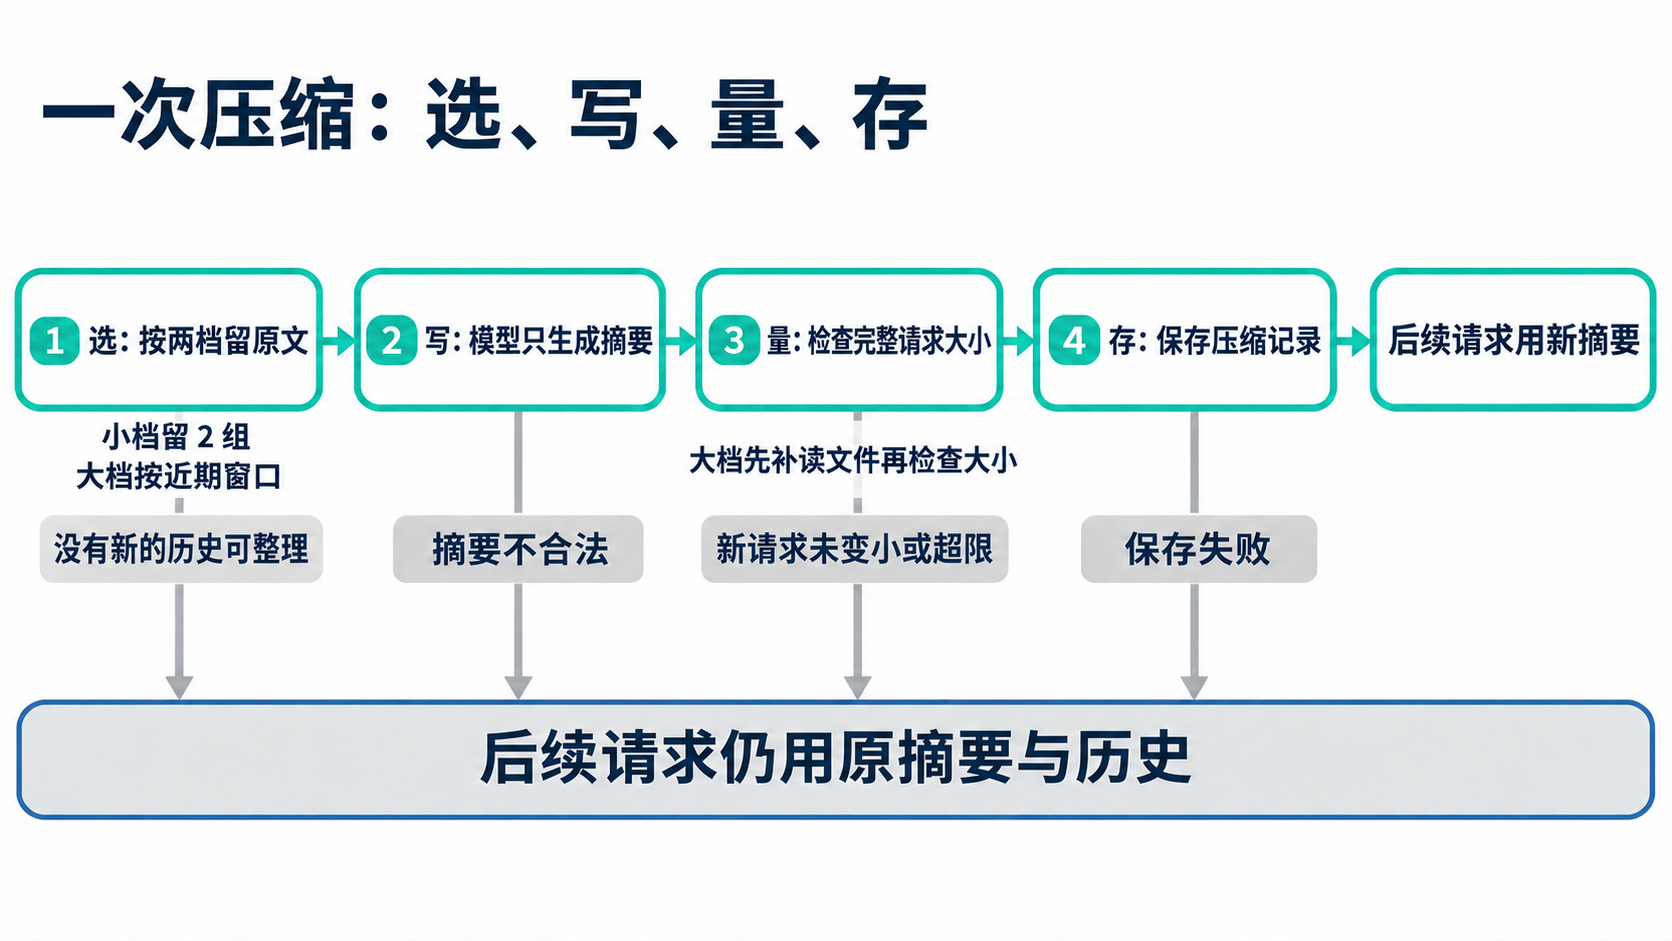 一次压缩：选、写、量、存
1 选：按两档留原文
2 写：模型只生成摘要
3 量：检查完整请求大小
4 存：保存压缩记录
后续请求用新摘要
小档留 2 组
大档按近期窗口
大档先补读文件再检查大小
没有新的历史可整理
摘要不合法
新请求未变小或超限
保存失败
后续请求仍用原摘要与历史